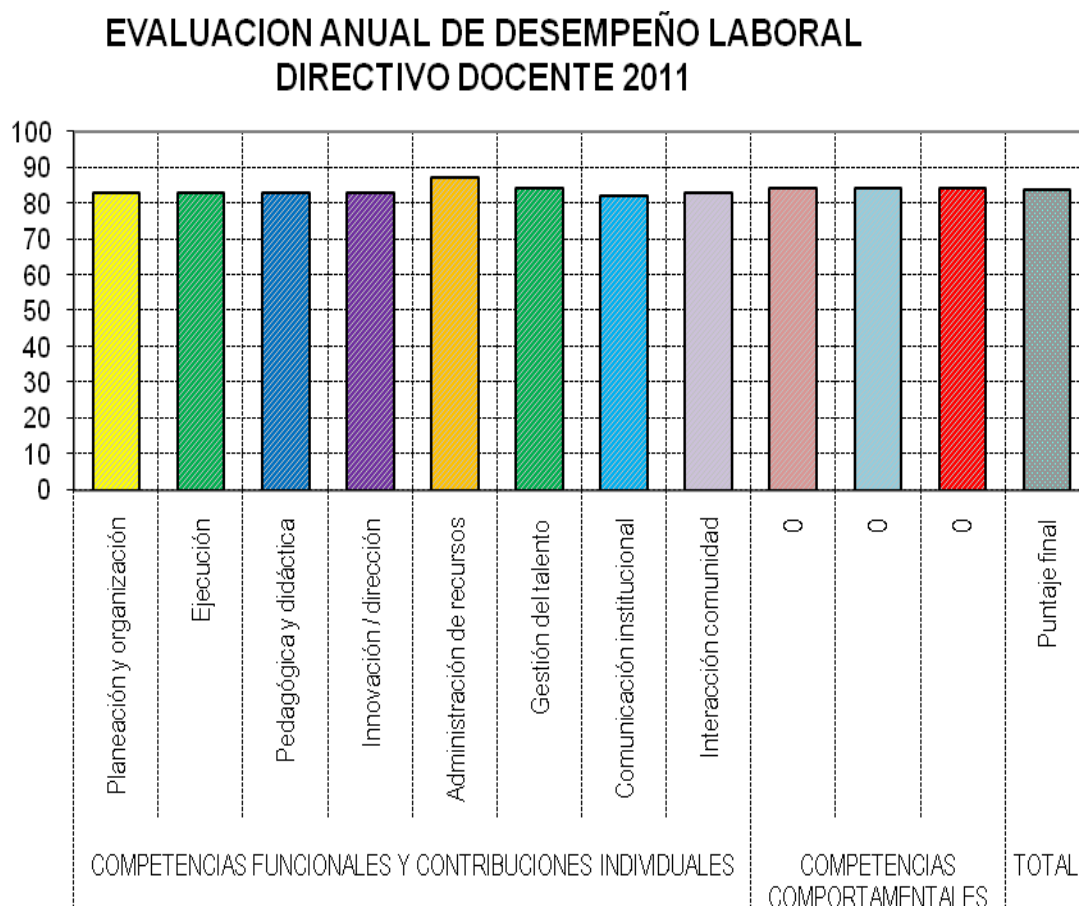 EVALUACION ANUAL DE DESEMPEÑO LABORAL
DIRECTIVO DOCENTE 2011
100
90
80
70
60
50
40
30
20
10
0
Planeación y organización
Ejecución
Pedagógica y didáctica
Innovación / dirección
Administración de recursos
Gestión del talento
Comunicación institucional
Interacción comunidad
0
0
0
Puntaje final
COMPETENCIAS FUNCIONALES Y CONTRIBUCIONES INDIVIDUALES
COMPETENCIAS
COMPORTAMENTALES
TOTAL